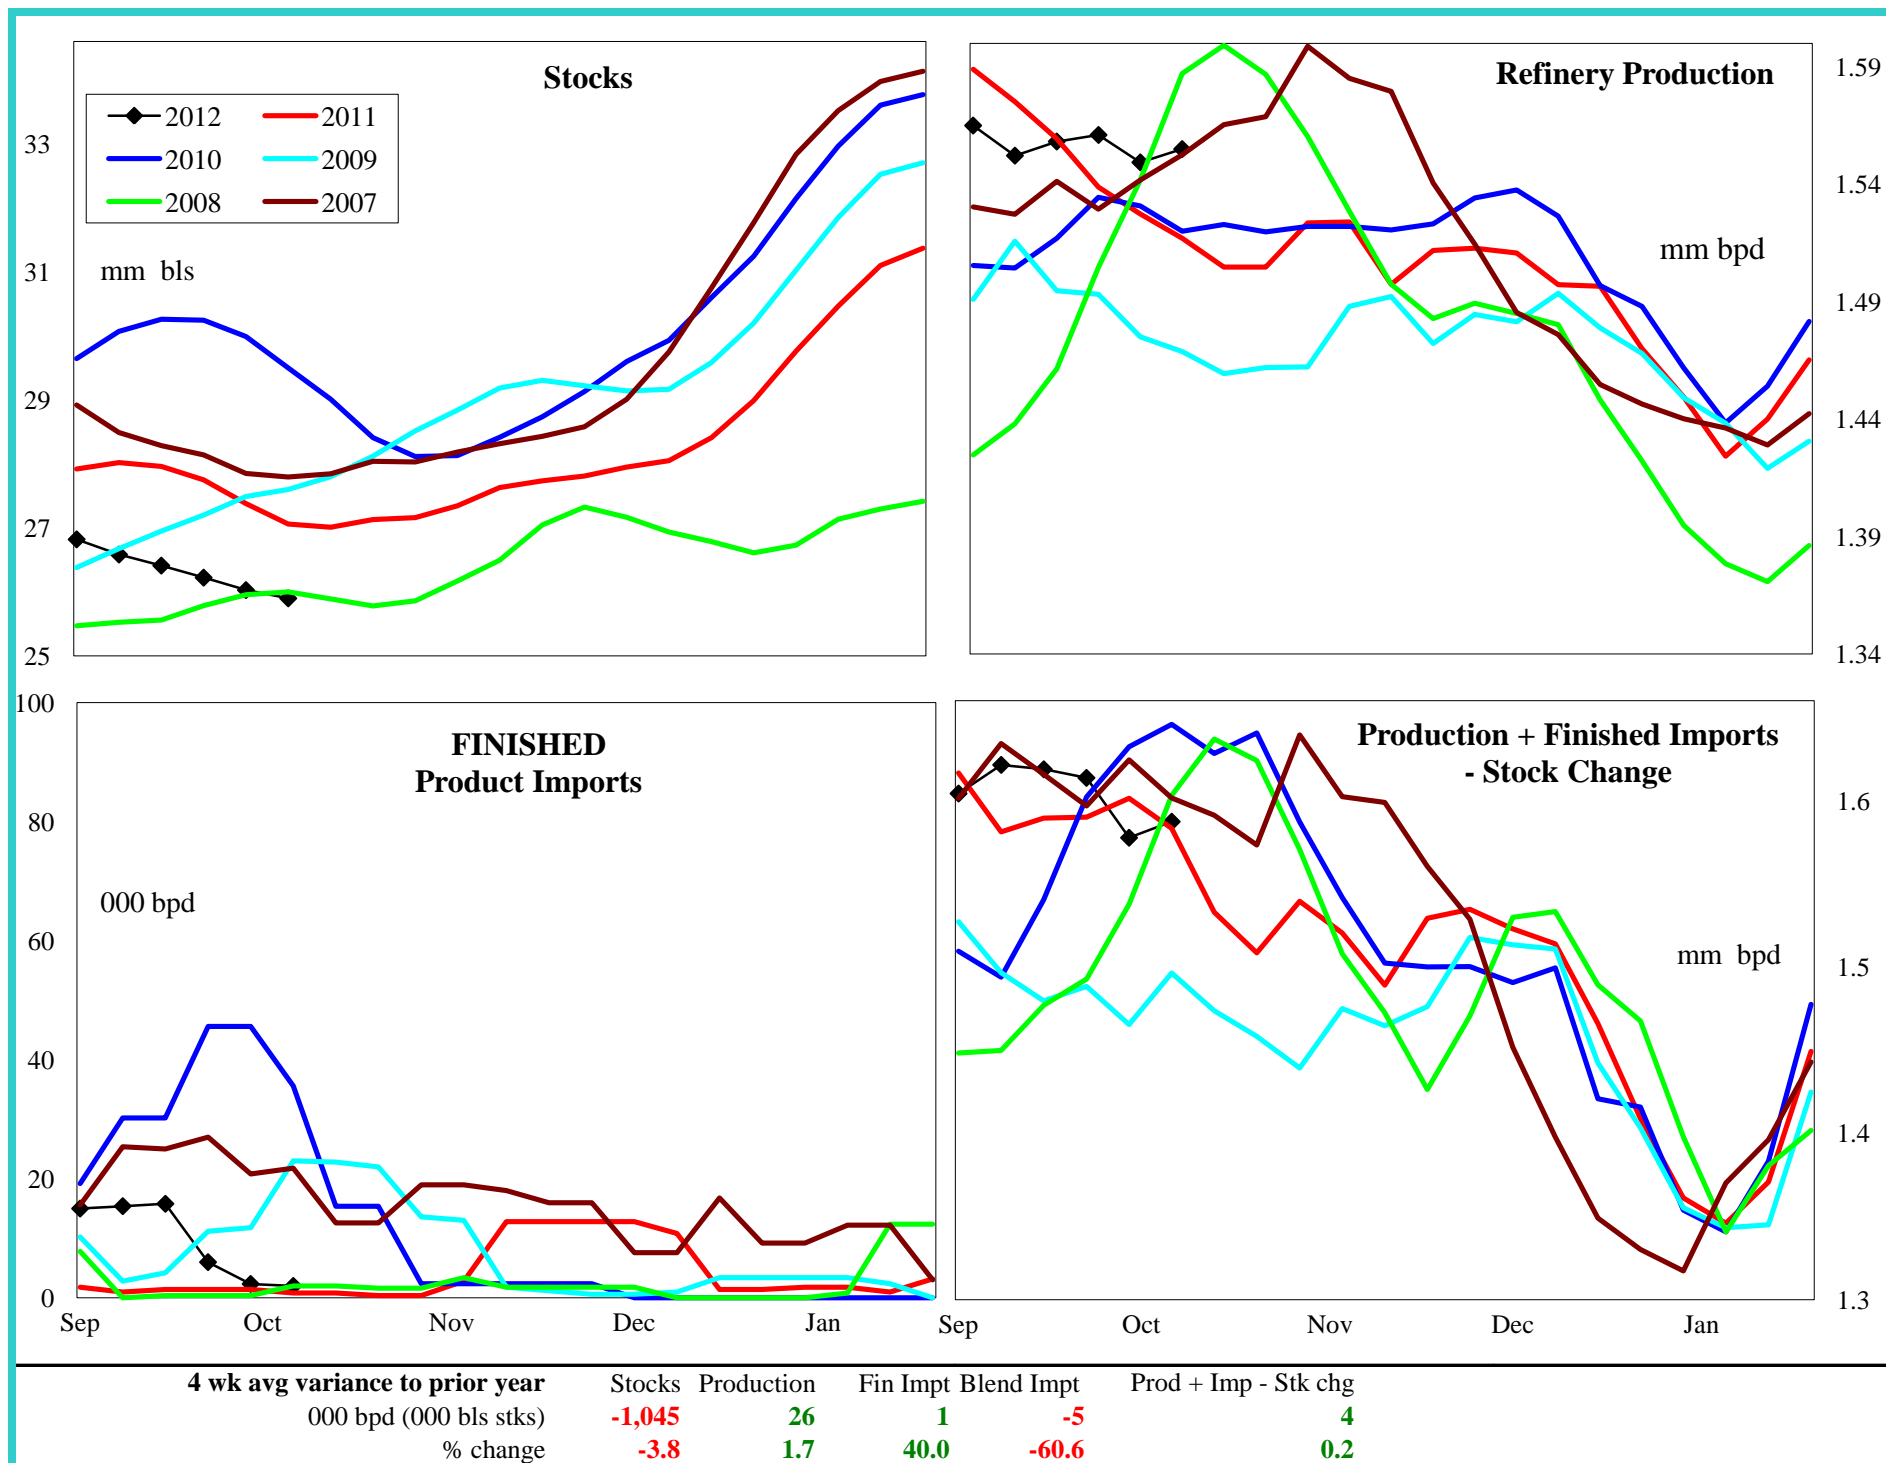 Stocks
2012
2011
2010
2009
2008
2007
mm bls
33
31
29
27
25
Refinery Production
mm bpd
1.59
1.54
1.49
1.44
1.39
1.34
FINISHED
Product Imports
000 bpd
100
80
60
40
20
0
Sep Oct Nov Dec Jan
Production + Finished Imports
- Stock Change
mm bpd
1.6
1.5
1.4
1.3
Sep Oct Nov Dec Jan
4 wk avg variance to prior year Stocks Production Fin Impt Blend Impt Prod + Imp - Stk chg
000 bpd (000 bls stks) -1,045 26 1 -5 4
% change -3.8 1.7 40.0 -60.6 0.2